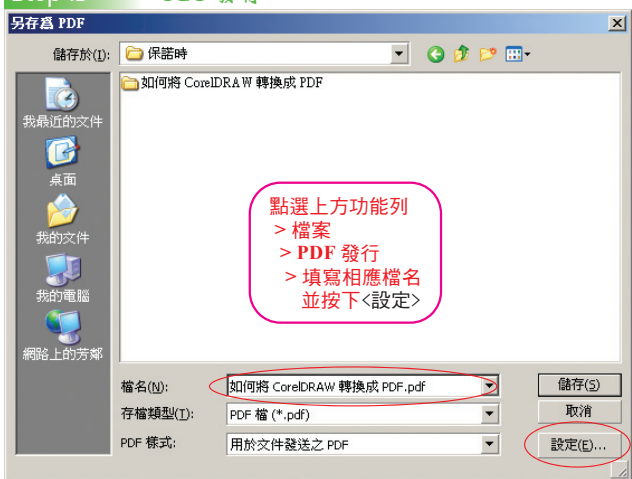 另存爲 PDF
儲存於(I):
保諾時
如何將 CorelDRAW 轉換成 PDF
我最近的文件
桌面
我的文件
我的電腦
網路上的芳鄰
點選上方功能列
> 檔案
> PDF 發行
> 填寫相應檔名
並按下<設定>
檔名(N):
如何將 CorelDRAW 轉換成 PDF.pdf
儲存(S)
存檔類型(T):
PDF 檔 (*.pdf)
取消
PDF 樣式:
用於文件發送之 PDF
設定(E)...